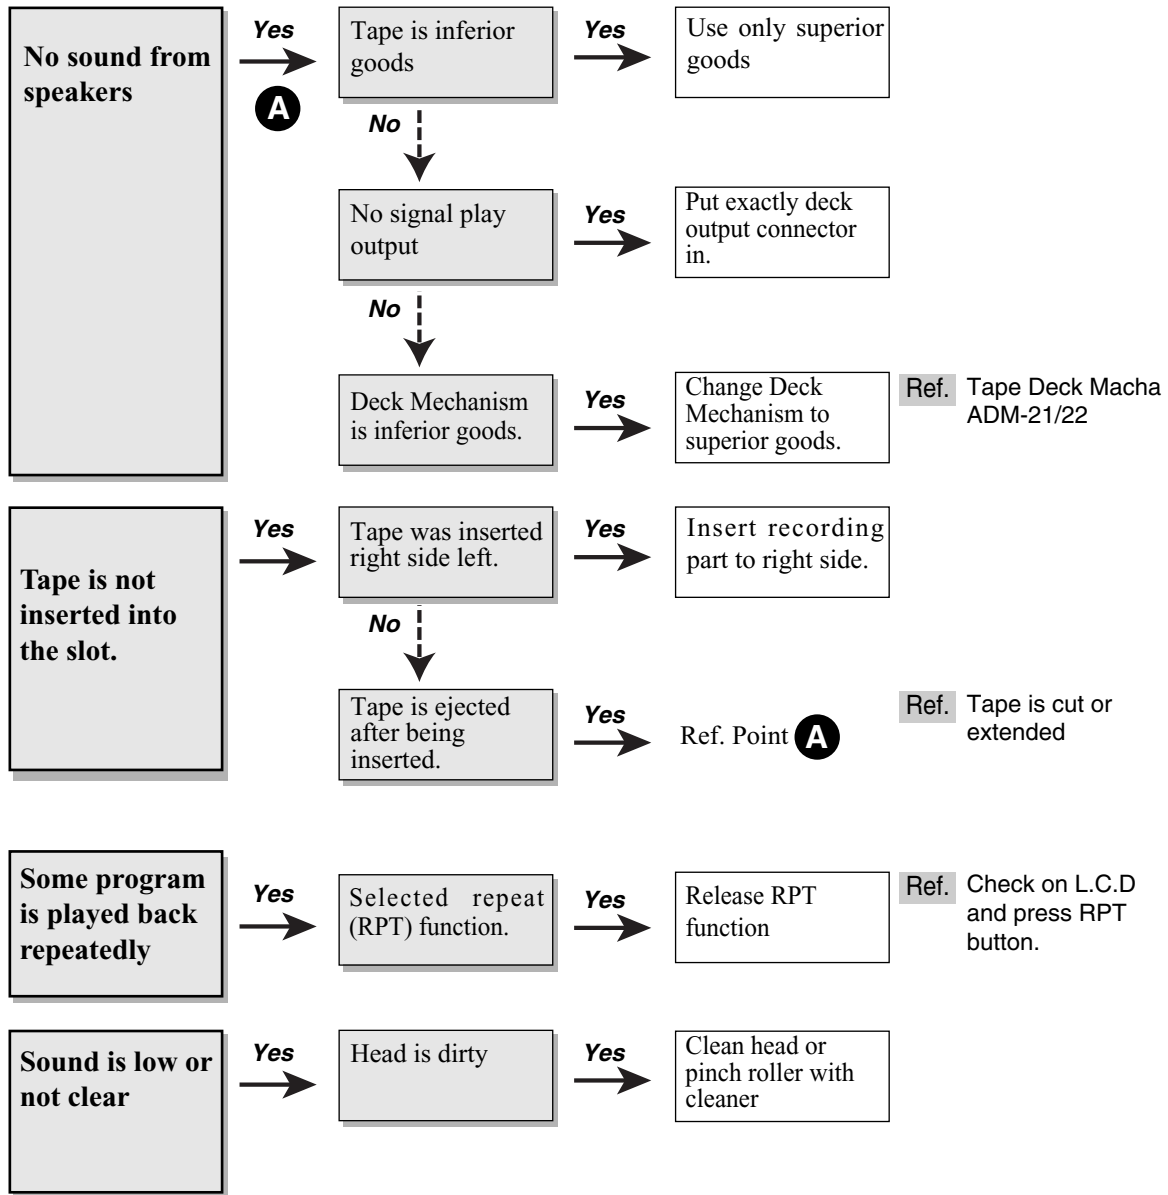 No sound from
speakers
Yes
A
Tape is inferior
goods
Yes
Use only superior
goods
No
No signal play
output
Yes
Put exactly deck
output connector
in.
No
Deck Mechanism
is inferior goods.
Yes
Change Deck
Mechanism to
superior goods.
Ref.
Tape Deck Macha
ADM-21/22
Tape is not
inserted into
the slot.
Yes
Tape was inserted
right side left.
Yes
Insert recording
part to right side.
No
Tape is ejected
after being
inserted.
Yes
Ref. Point A
Ref.
Tape is cut or
extended
Some program
is played back
repeatedly
Yes
Selected repeat
(RPT) function.
Yes
Release RPT
function
Ref.
Check on L.C.D
and press RPT
button.
Sound is low or
not clear
Yes
Head is dirty
Yes
Clean head or
pinch roller with
cleaner